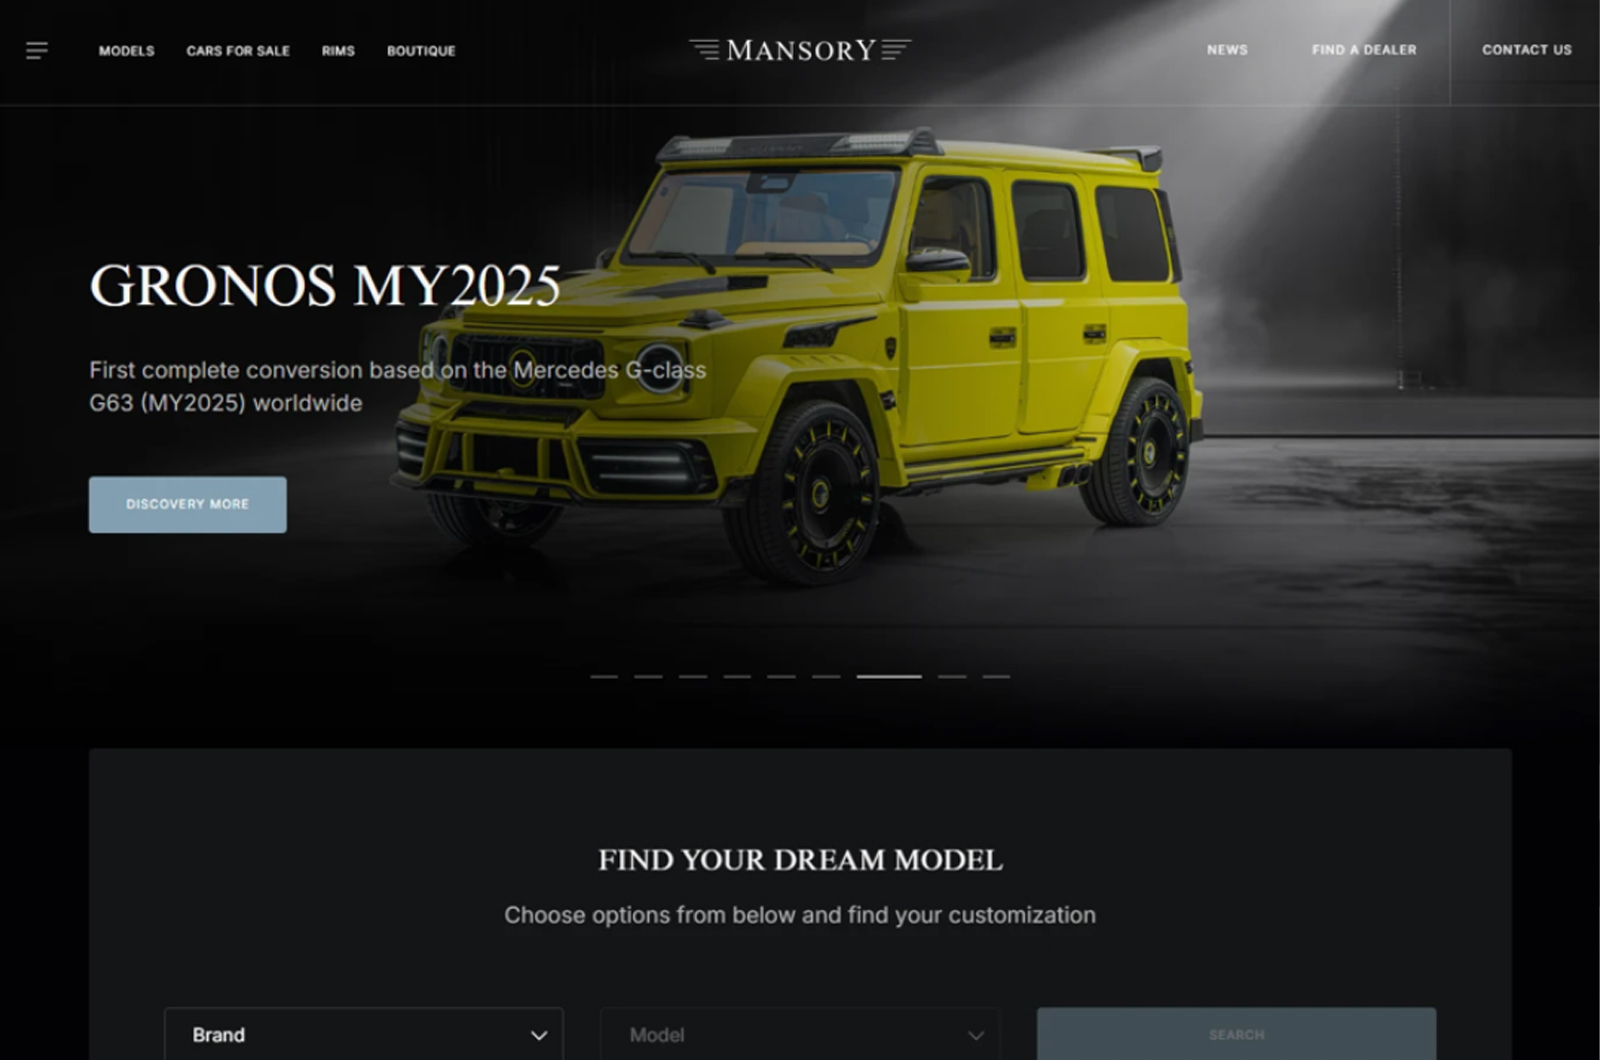 MODELS
CARS FOR SALE
RIMS
BOUTIQUE
MANSORY
NEWS
FIND A DEALER
CONTACT US
GRONOS MY2025
First complete conversion based on the Mercedes G-class
G63 (MY2025) worldwide
DISCOVERY MORE
FIND YOUR DREAM MODEL
Choose options from below and find your customization
Brand
Model
SEARCH